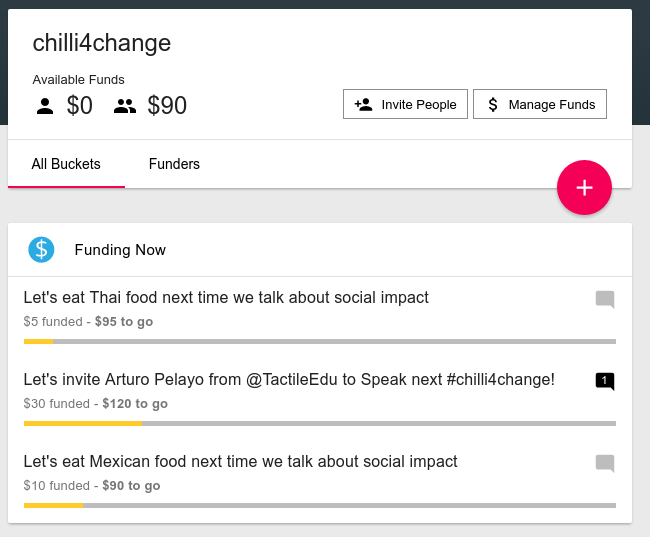 chilli4change
Available Funds
$0 $90
Invite People
$ Manage Funds
All Buckets Funders
+
$ Funding Now
Let's eat Thai food next time we talk about social impact
$5 funded - $95 to go
Let's invite Arturo Pelayo from @TactileEdu to Speak next #chilli4change!
1
$30 funded - $120 to go
Let's eat Mexican food next time we talk about social impact
$10 funded - $90 to go